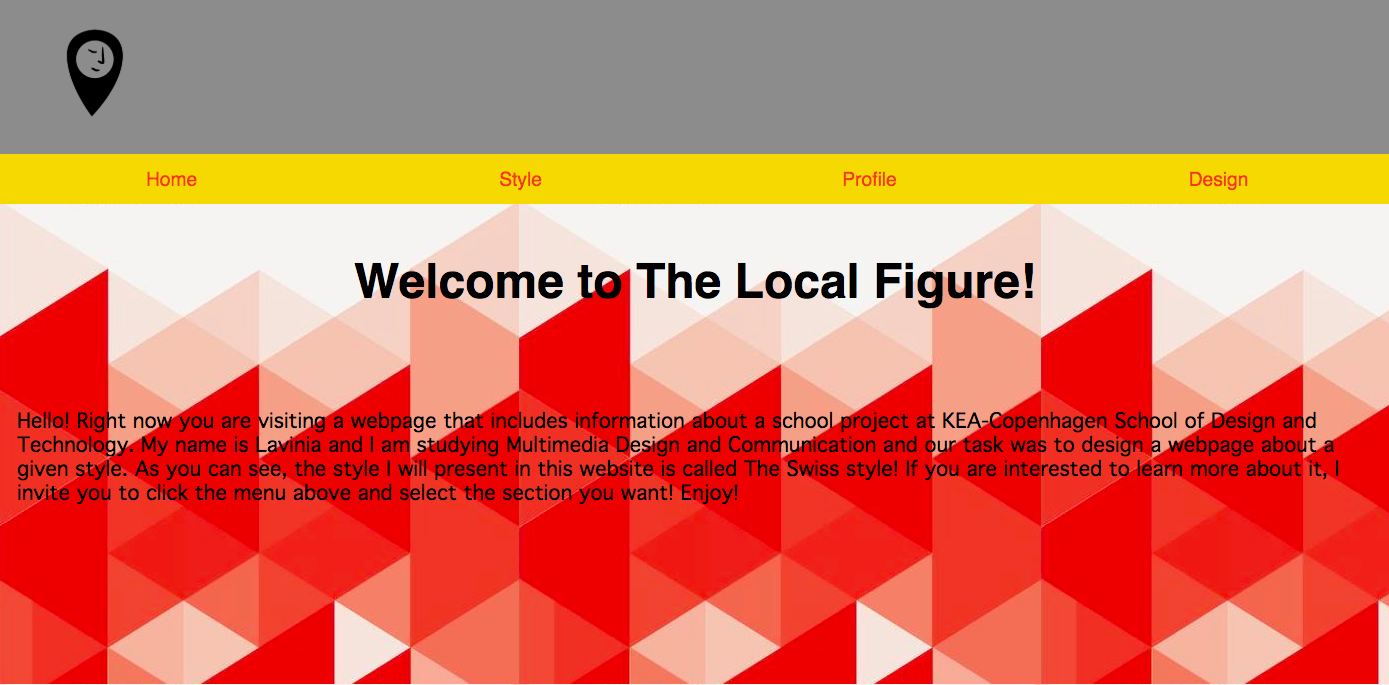 Home Style Profile Design
Welcome to The Local Figure!
Hello! Right now you are visiting a webpage that includes information about a school project at KEA-Copenhagen School of Design and
Technology. My name is Lavinia and I am studying Multimedia Design and Communication and our task was to design a webpage about a
given style. As you can see, the style I will present in this website is called The Swiss style! If you are interested to learn more about it, I
invite you to click the menu above and select the section you want! Enjoy!